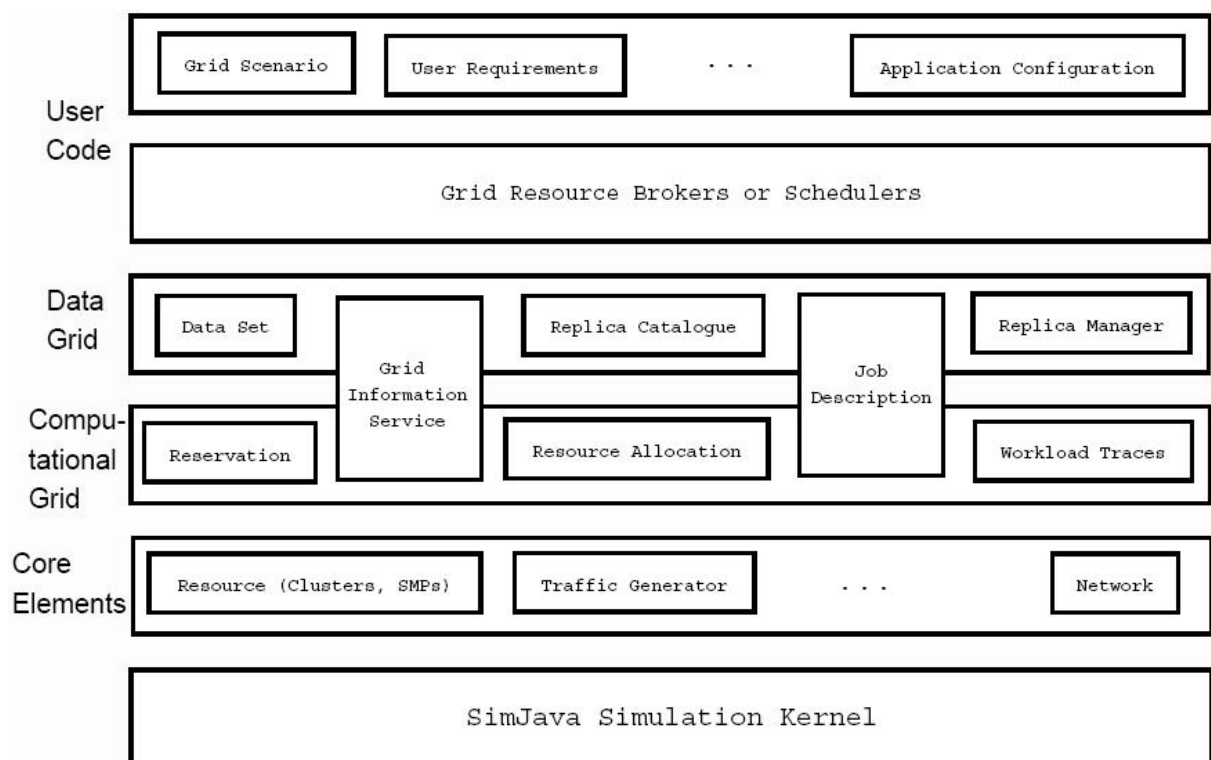 Grid Scenario
User Requirements
. . .
Application Configuration
User
Code
Grid Resource Brokers or Schedulers
Data
Grid
Data Set
Grid
Information
Service
Replica Catalogue
Job
Description
Replica Manager
Compu-
tational
Grid
Reservation
Resource Allocation
Workload Traces
Core
Elements
Resource (Clusters, SMPs)
Traffic Generator
. . .
Network
SimJava Simulation Kernel